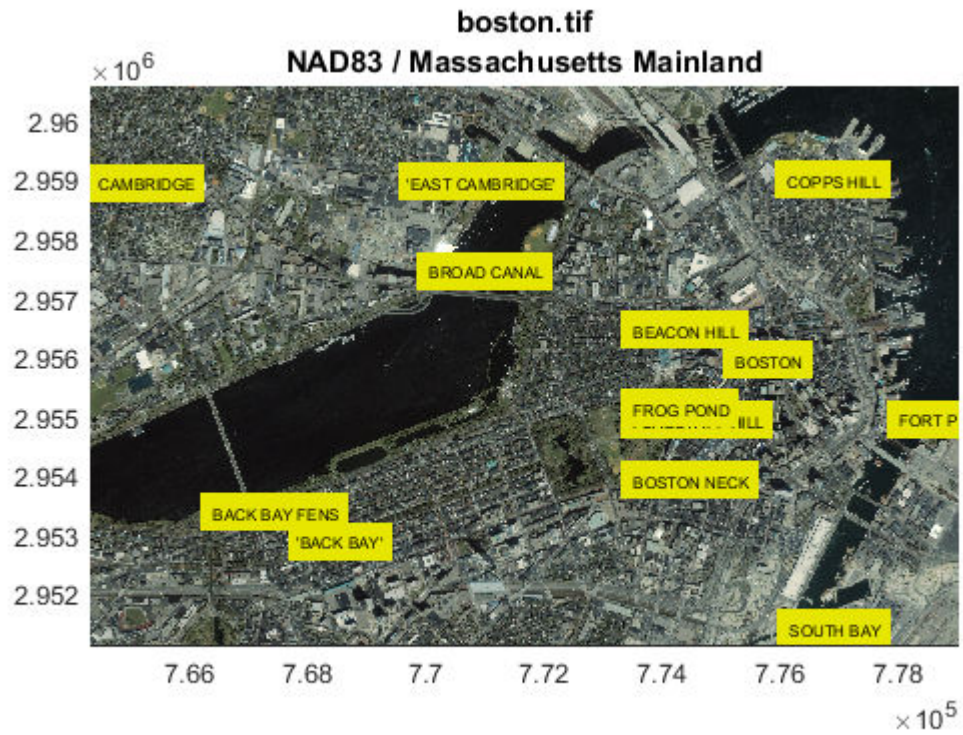 boston.tif
NAD83 / Massachusetts Mainland
× 10^6
2.96
2.959
2.958
2.957
2.956
2.955
2.954
2.953
2.952
CAMBRIDGE
'EAST CAMBRIDGE'
COPPS HILL
BROAD CANAL
BEACON HILL
BOSTON
FROG POND
HILL
FORT P
BOSTON NECK
BACK BAY FENS
'BACK BAY'
SOUTH BAY
7.66 7.68 7.7 7.72 7.74 7.76 7.78
× 10^5